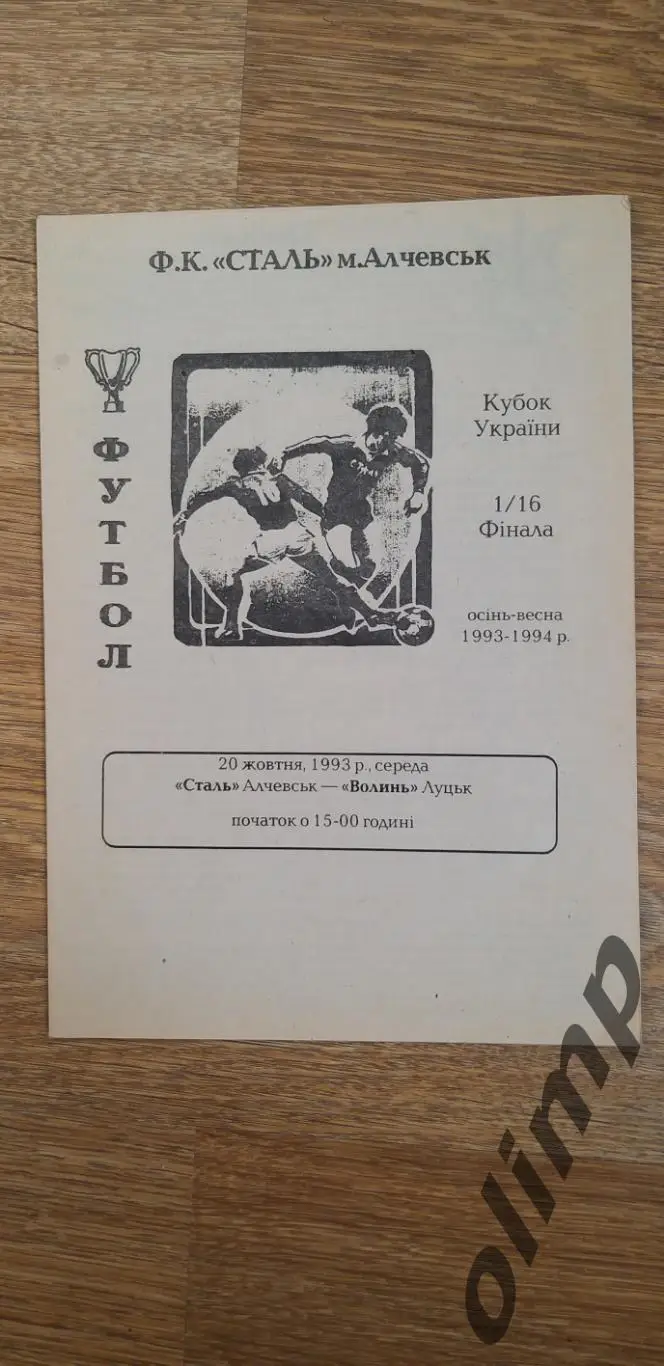 Ф.К. «СТАЛЬ» м.Алчевськ
ФУТБОЛ
Кубок
України
1/16
Фінала
осінь-весна
1993-1994 р.
20 жовтня, 1993 р., середа
«Сталь» Алчевськ — «Волинь» Луцьк
початок о 15-00 годині
olimp